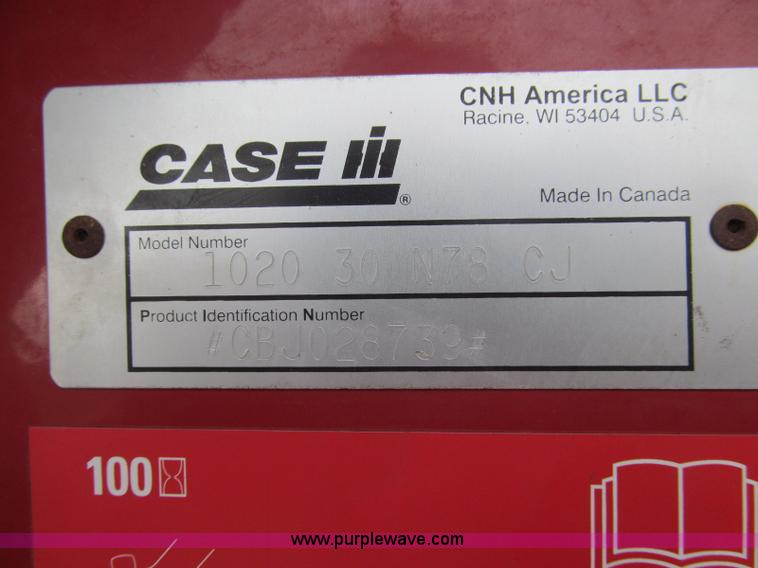 CNH America LLC
Racine, WI 53404 U.S.A.
CASE IH
®
Made In Canada
Model Number
1020 30 N78 CJ
Product Identification Number
#CBJ028739#
100
www.purplewave.com